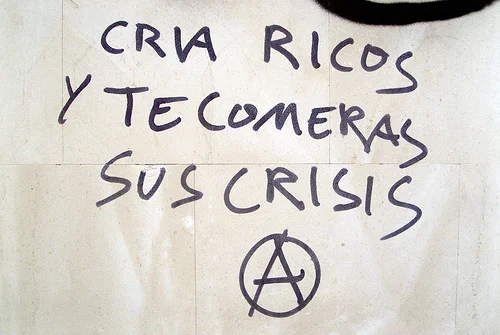 CRIA RICOS
Y TE COMERAS
SUS CRISIS
A